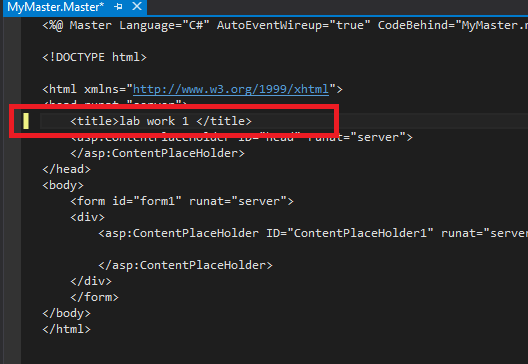 MyMaster.Master*
<%@ Master Language="C#" AutoEventWireup="true" CodeBehind="MyMaster.
<!DOCTYPE html>
<html xmlns="http://www.w3.org/1999/xhtml">
<head runat="server">
<title>lab work 1 </title>
<asp:ContentPlaceHolder id="head" runat="server">
</asp:ContentPlaceHolder>
</head>
<body>
<form id="form1" runat="server">
<div>
<asp:ContentPlaceHolder ID="ContentPlaceHolder1" runat="server
</asp:ContentPlaceHolder>
</div>
</form>
</body>
</html>